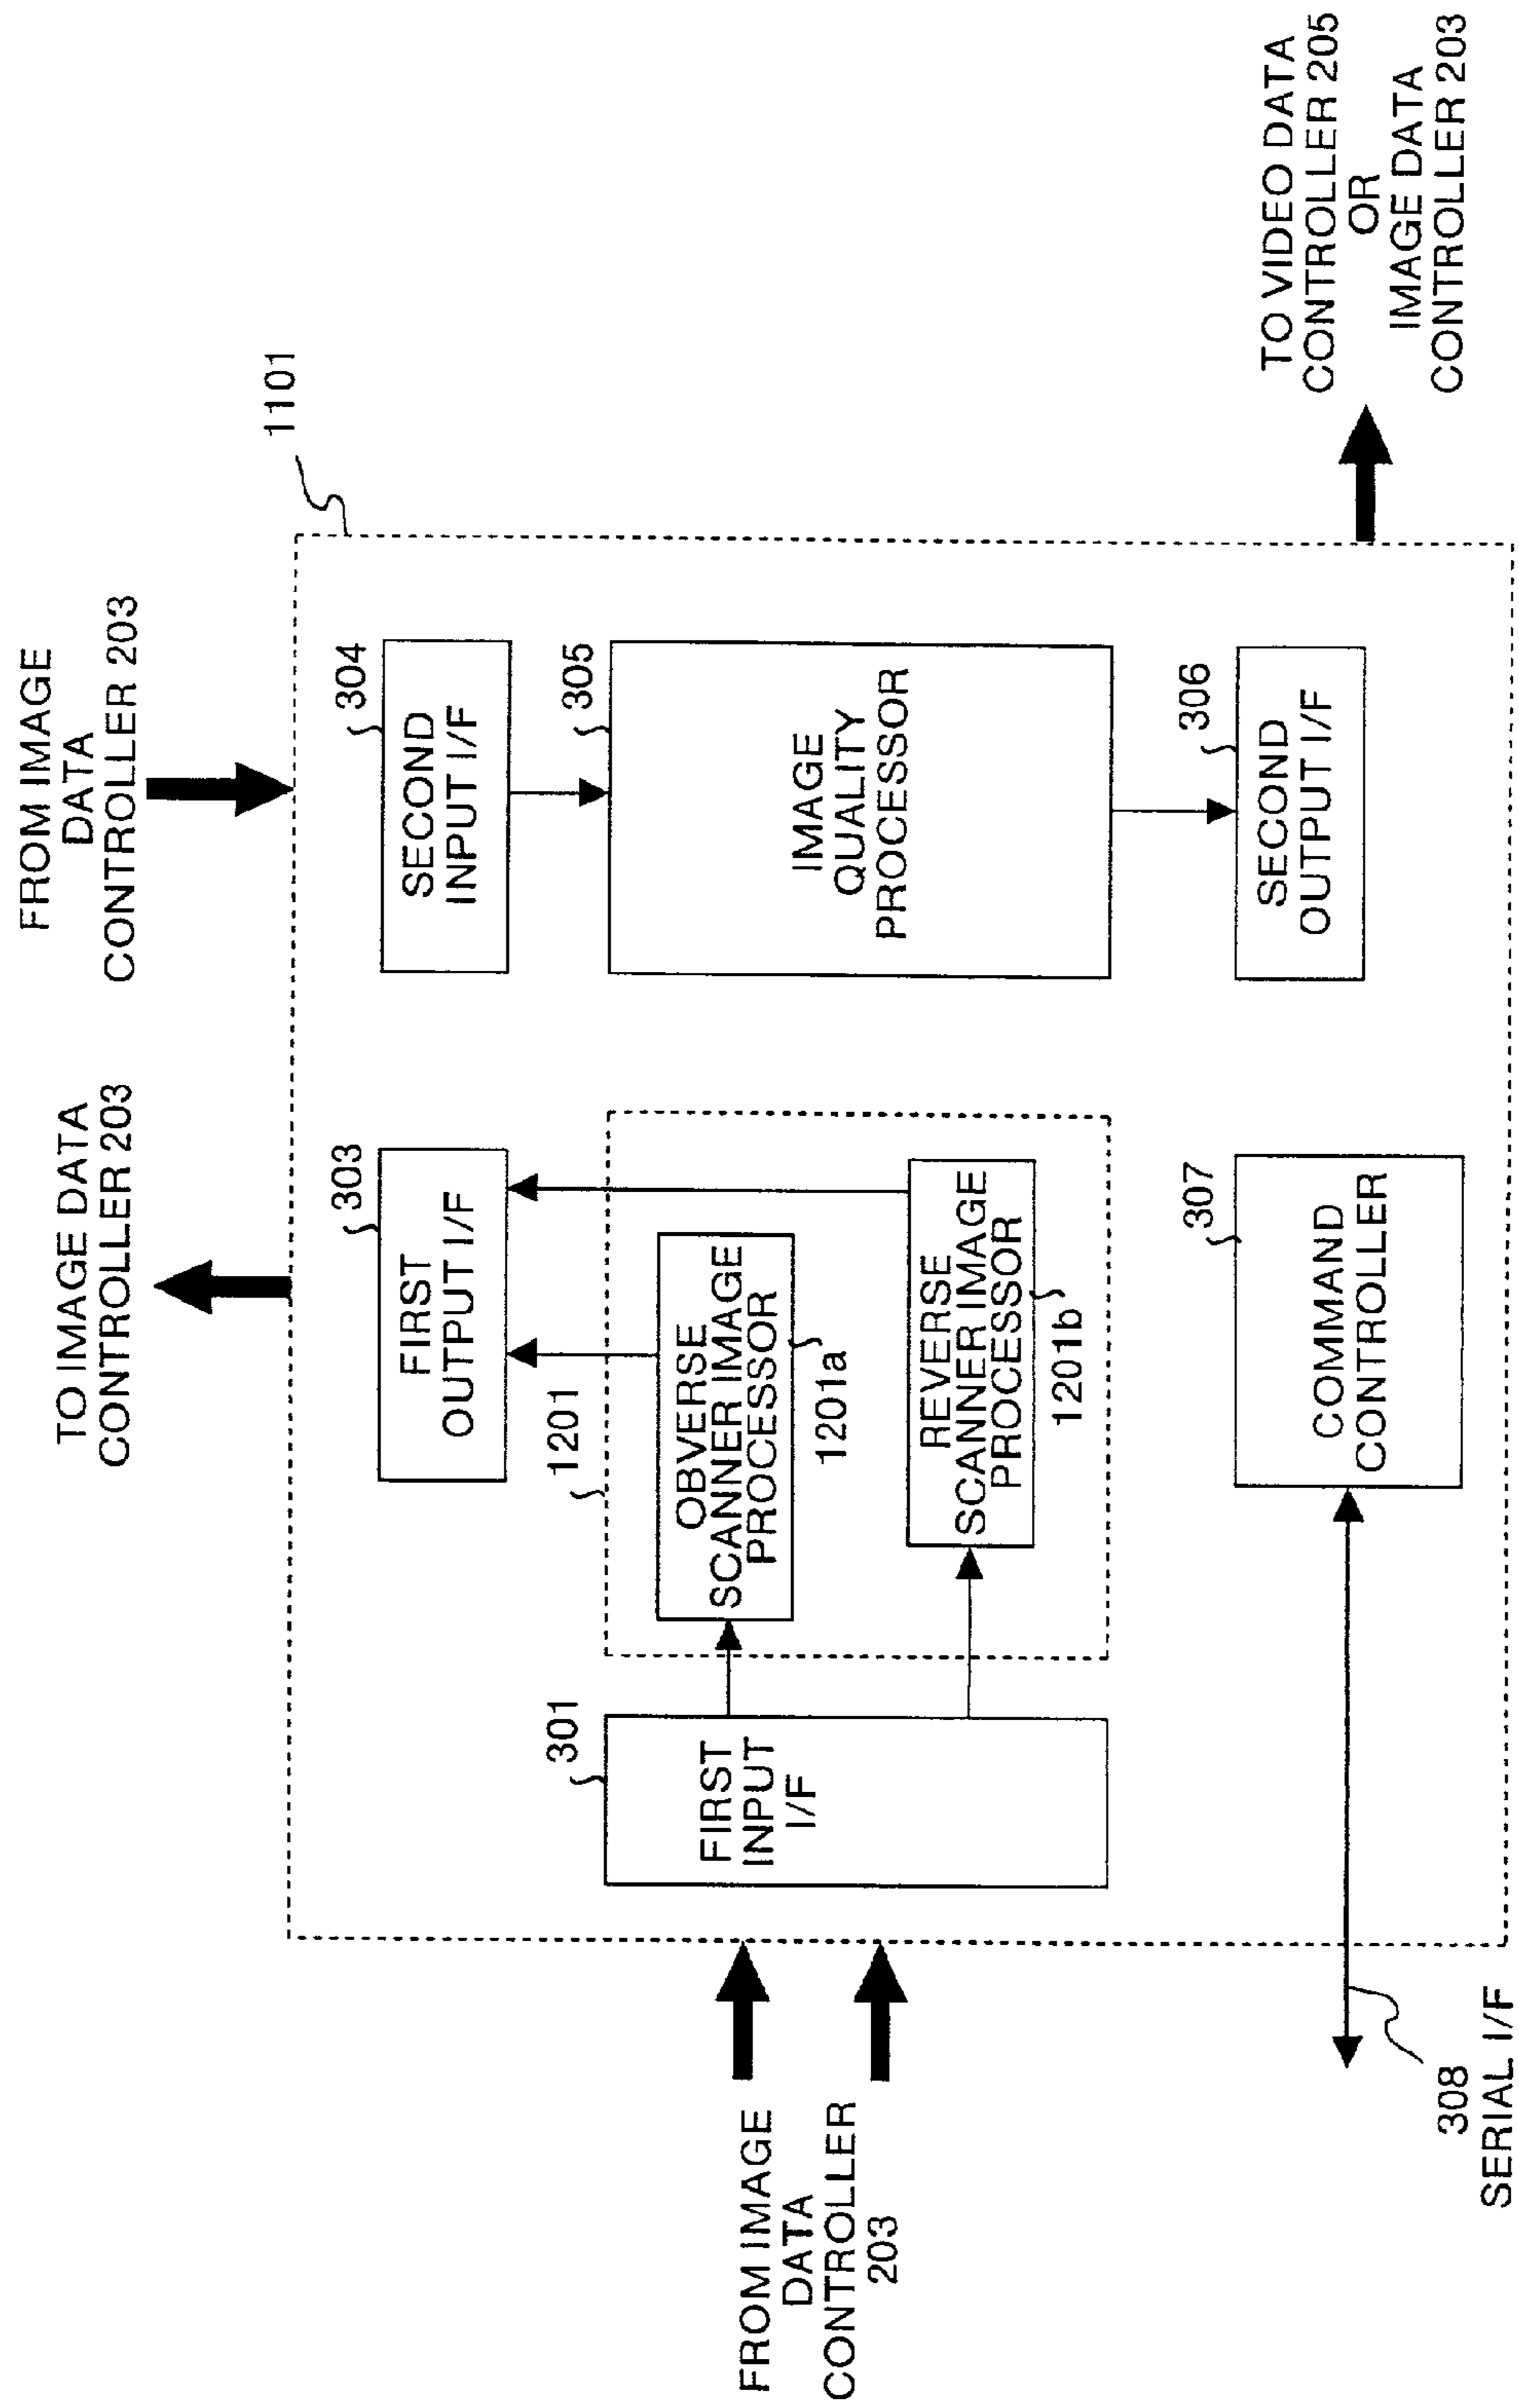 FROM IMAGE
DATA
CONTROLLER
203
308
SERIAL I/F
301
FIRST
INPUT
I/F
TO IMAGE DATA
CONTROLLER 203
303
FIRST
OUTPUT I/F
1201
OBVERSE
SCANNER IMAGE
PROCESSOR
1201a
REVERSE
SCANNER IMAGE
PROCESSOR
1201b
307
COMMAND
CONTROLLER
FROM IMAGE
DATA
CONTROLLER 203
304
SECOND
INPUT I/F
305
IMAGE
QUALITY
PROCESSOR
306
SECOND
OUTPUT I/F
1101
TO VIDEO DATA
CONTROLLER 205
OR
IMAGE DATA
CONTROLLER 203